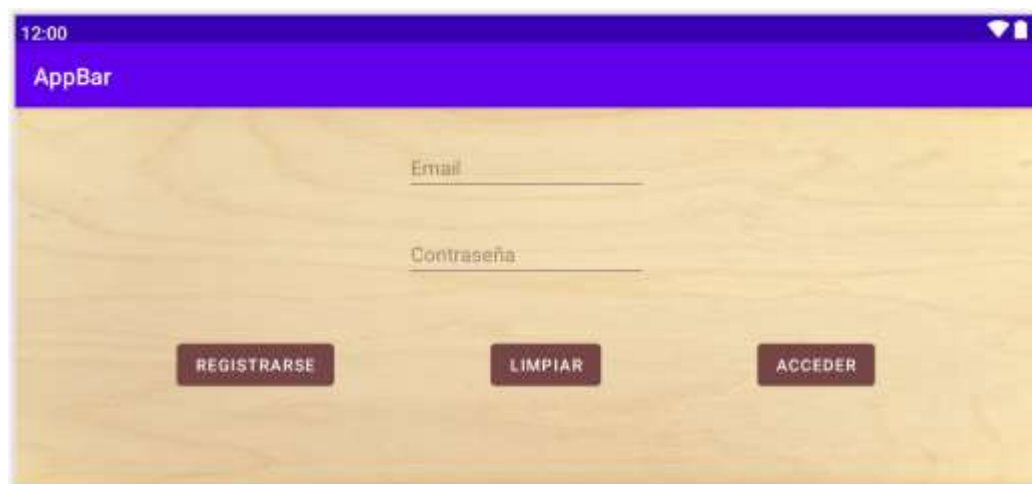 12:00
AppBar
Email
Contraseña
REGISTRARSE LIMPIAR ACCEDER